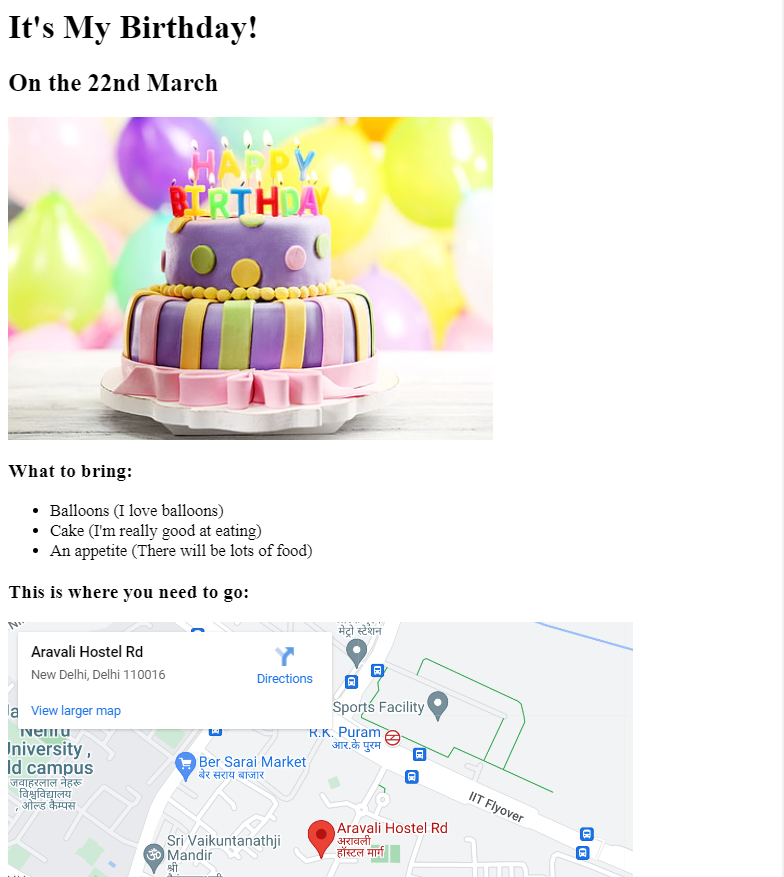 It's My Birthday!
On the 22nd March
HAPPY
BIRTHDAY
What to bring:
Balloons (I love balloons)
Cake (I'm really good at eating)
An appetite (There will be lots of food)
This is where you need to go:
मेट्रो स्टेशन
Aravali Hostel Rd
New Delhi, Delhi 110016
Directions
View larger map
Sports Facility
R.K. Puram
आर.के पुरम
Nehru
University ,
ld campus
जवाहरलाल नेहरू
विश्वविद्यालय
, ओल्ड कैम्पस
Ber Sarai Market
बेर सराय बाजार
IIT Flyover
Aravali Hostel Rd
अरावली
हॉस्टल मार्ग
Sri Vaikuntanathji
Mandir
श्री